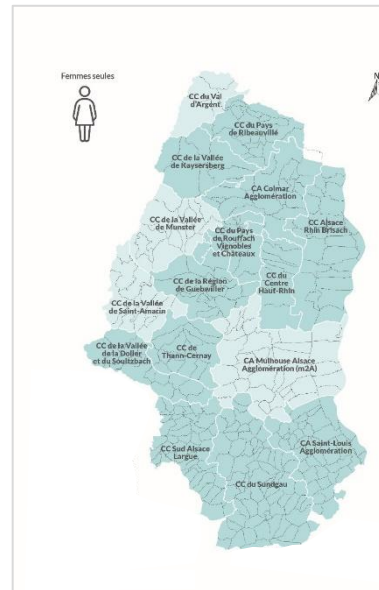 Femmes seules
N
CC du Val
d'Argent
CC du Pays
de Ribeauvillé
CC de la Vallée
de Kaysersberg
CA Colmar
Agglomération
CC de la Vallée
de Munster
CC du Pays
de Rouffach
Vignobles
et Châteaux
CC Alsace
Rhin Brisach
CC de la Région
de Guebwiller
CC du
Centre
Haut-Rhin
CC de la Vallée
de Saint-Amarin
CC de la Vallée
de la Doller
et du Soultzbach
CC de
Thann-Cernay
CA Mulhouse Alsace
Agglomération (m2A)
CC Sud Alsace
Largue
CA Saint-Louis
Agglomération
CC du Sundgau